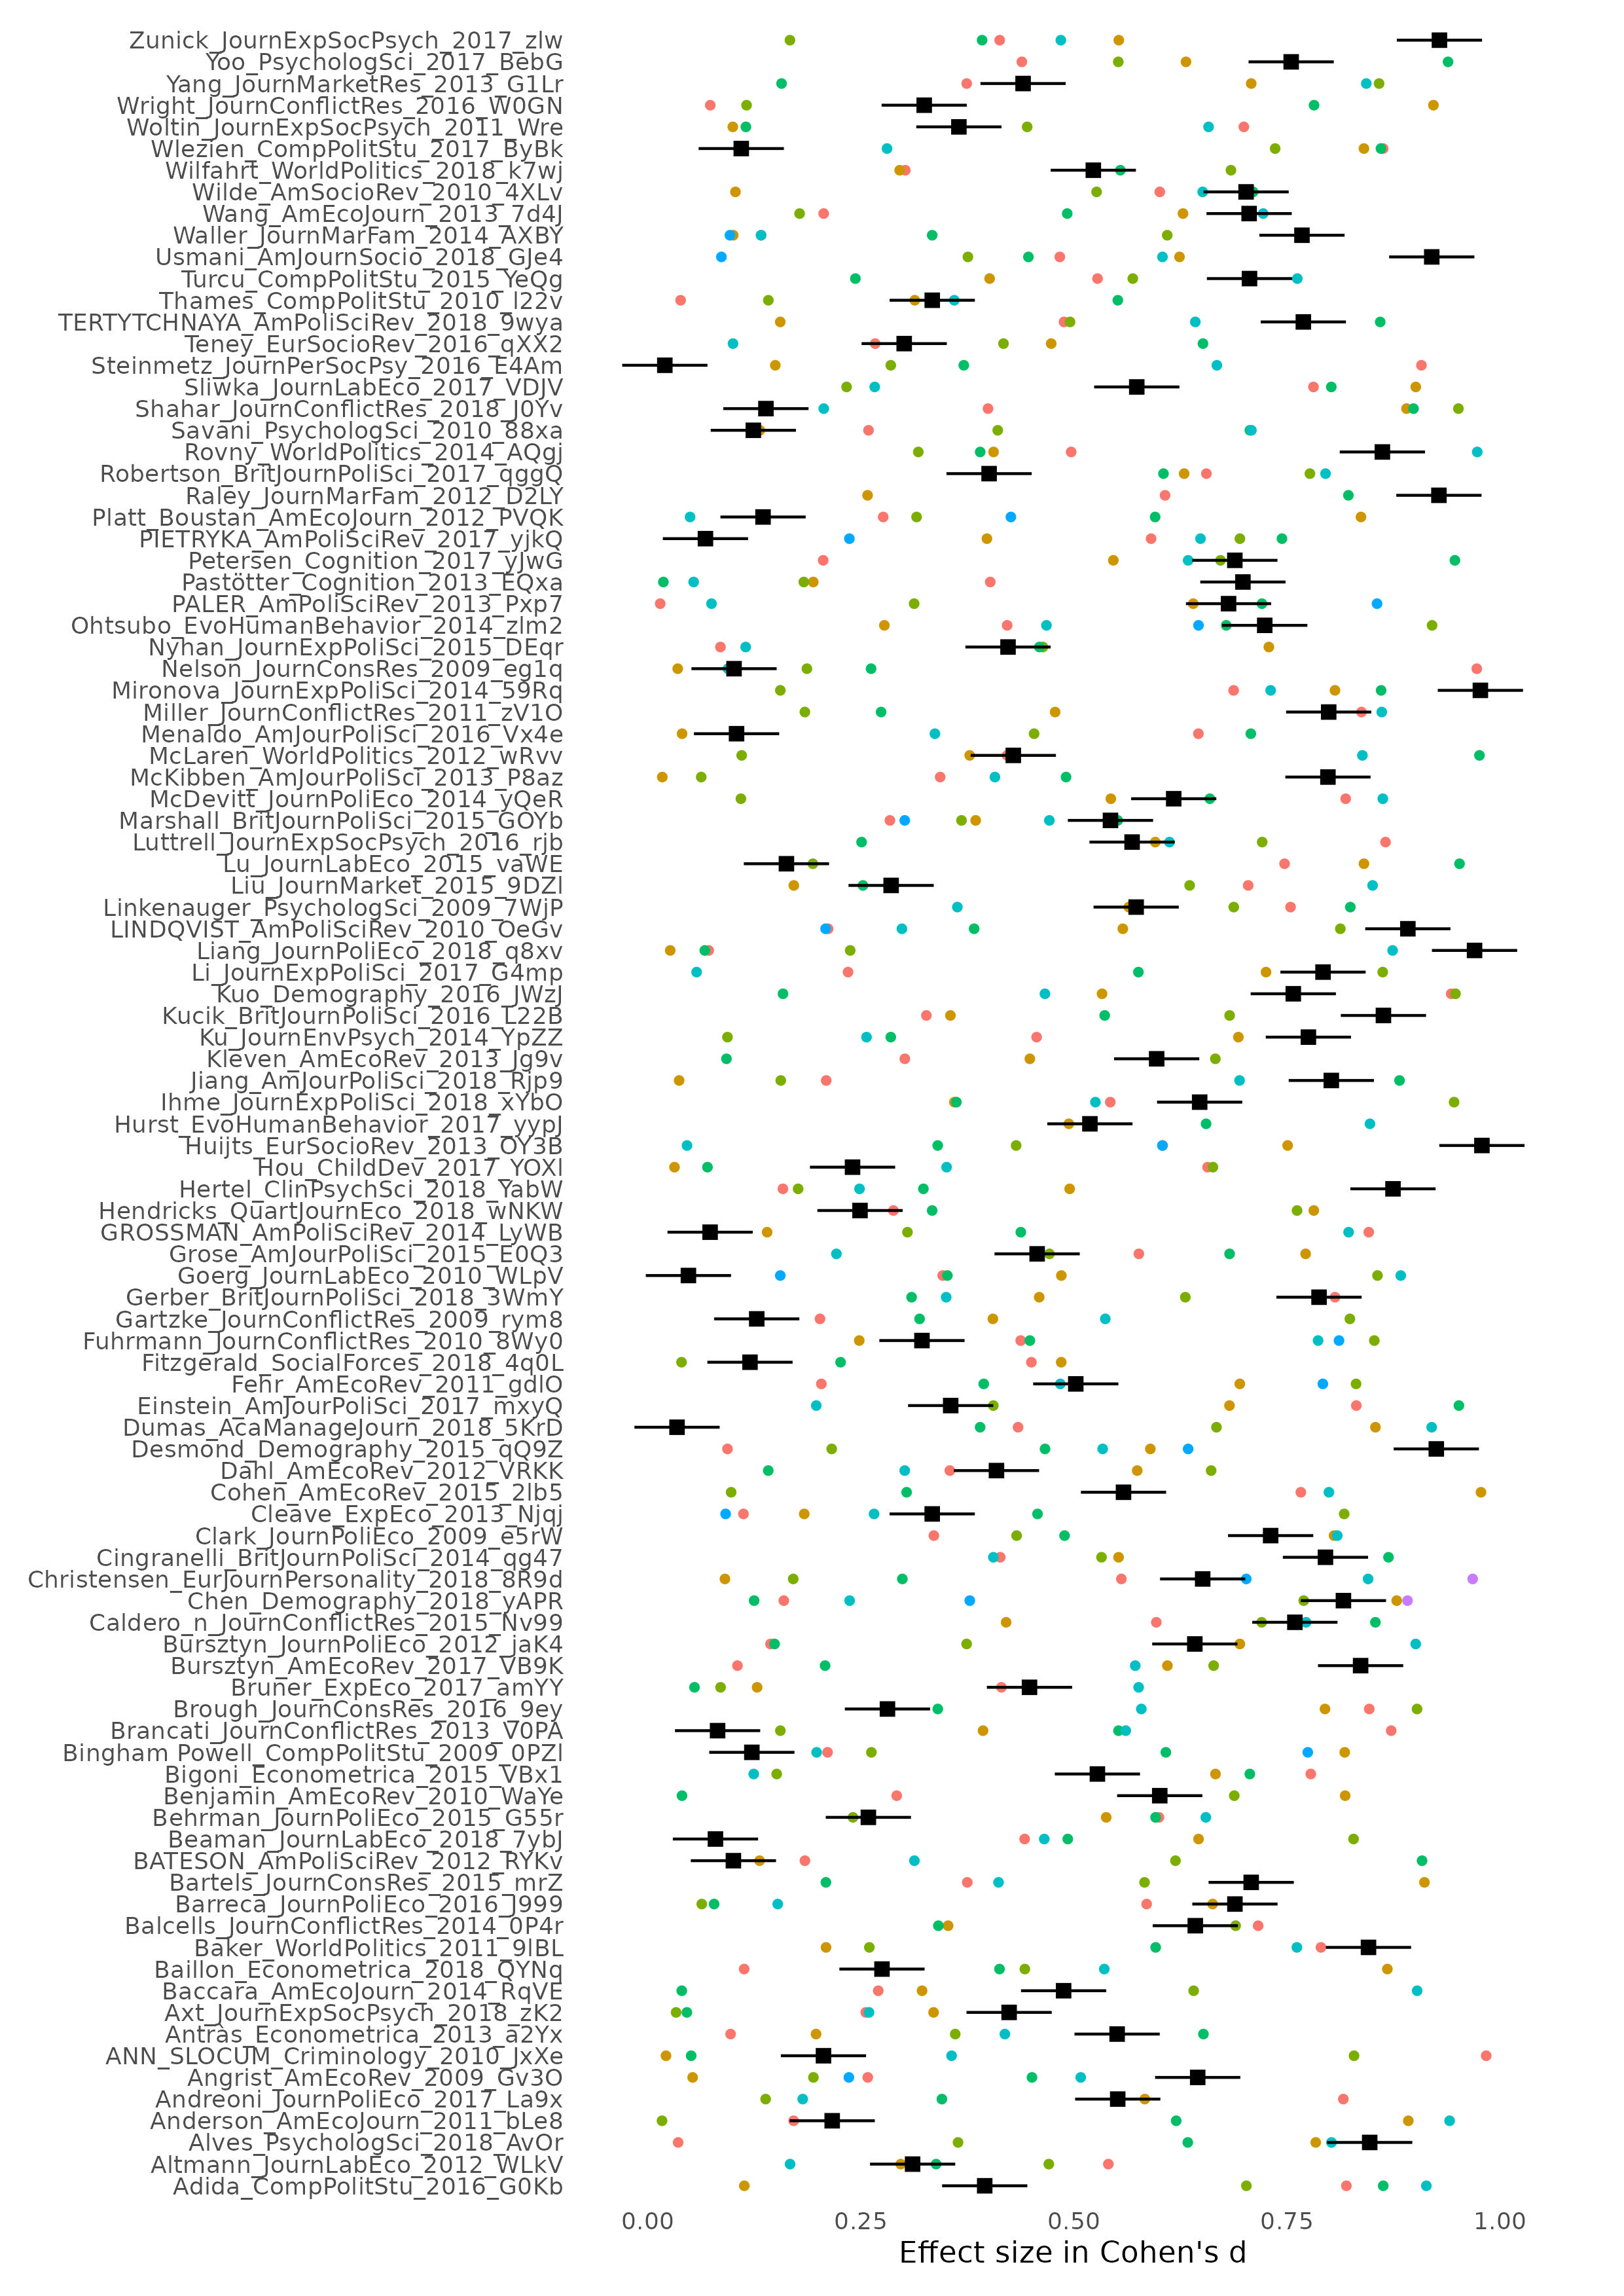 Zunick_JournExpSocPsych_2017_zlw
Yoo_PsychologSci_2017_BebG
Yang_JournMarketRes_2013_G1Lr
Wright_JournConflictRes_2016_W0GN
Woltin_JournExpSocPsych_2011_Wre
Wlezien_CompPolitStu_2017_ByBk
Wilfahrt_WorldPolitics_2018_k7wj
Wilde_AmSocioRev_2010_4XLv
Wang_AmEcoJourn_2013_7d4J
Waller_JournMarFam_2014_AXBY
Usmani_AmJournSocio_2018_GJe4
Turcu_CompPolitStu_2015_YeQg
Thames_CompPolitStu_2010_l22v
TERTYTCHNAYA_AmPoliSciRev_2018_9wya
Teney_EurSocioRev_2016_qXX2
Steinmetz_JournPerSocPsy_2016_E4Am
Sliwka_JournLabEco_2017_VDJV
Shahar_JournConflictRes_2018_J0Yv
Savani_PsychologSci_2010_88xa
Rovny_WorldPolitics_2014_AQgj
Robertson_BritJournPoliSci_2017_qggQ
Raley_JournMarFam_2012_D2LY
Platt_Boustan_AmEcoJourn_2012_PVQK
PIETRYKA_AmPoliSciRev_2017_yjkQ
Petersen_Cognition_2017_yJwG
Pastötter_Cognition_2013_EQxa
PALER_AmPoliSciRev_2013_Pxp7
Ohtsubo_EvoHumanBehavior_2014_zlm2
Nyhan_JournExpPoliSci_2015_DEqr
Nelson_JournConsRes_2009_eg1q
Mironova_JournExpPoliSci_2014_59Rq
Miller_JournConflictRes_2011_zV1O
Menaldo_AmJourPoliSci_2016_Vx4e
McLaren_WorldPolitics_2012_wRvv
McKibben_AmJourPoliSci_2013_P8az
McDevitt_JournPoliEco_2014_yQeR
Marshall_BritJournPoliSci_2015_GOYb
Luttrell_JournExpSocPsych_2016_rjb
Lu_JournLabEco_2015_vaWE
Liu_JournMarket_2015_9DZl
Linkenauger_PsychologSci_2009_7WjP
LINDQVIST_AmPoliSciRev_2010_OeGv
Liang_JournPoliEco_2018_q8xv
Li_JournExpPoliSci_2017_G4mp
Kuo_Demography_2016_JWzJ
Kucik_BritJournPoliSci_2016_L22B
Ku_JournEnvPsych_2014_YpZZ
Kleven_AmEcoRev_2013_Jg9v
Jiang_AmJourPoliSci_2018_Rjp9
Ihme_JournExpPoliSci_2018_xYbO
Hurst_EvoHumanBehavior_2017_yypJ
Huijts_EurSocioRev_2013_OY3B
Hou_ChildDev_2017_YOXl
Hertel_ClinPsychSci_2018_YabW
Hendricks_QuartJournEco_2018_wNKW
GROSSMAN_AmPoliSciRev_2014_LyWB
Grose_AmJourPoliSci_2015_E0Q3
Goerg_JournLabEco_2010_WLpV
Gerber_BritJournPoliSci_2018_3WmY
Gartzke_JournConflictRes_2009_rym8
Fuhrmann_JournConflictRes_2010_8Wy0
Fitzgerald_SocialForces_2018_4q0L
Fehr_AmEcoRev_2011_gdlO
Einstein_AmJourPoliSci_2017_mxyQ
Dumas_AcaManageJourn_2018_5KrD
Desmond_Demography_2015_qQ9Z
Dahl_AmEcoRev_2012_VRKK
Cohen_AmEcoRev_2015_2lb5
Cleave_ExpEco_2013_Njqj
Clark_JournPoliEco_2009_e5rW
Cingranelli_BritJournPoliSci_2014_qg47
Christensen_EurJournPersonality_2018_8R9d
Chen_Demography_2018_yAPR
Caldero_n_JournConflictRes_2015_Nv99
Bursztyn_JournPoliEco_2012_jaK4
Bursztyn_AmEcoRev_2017_VB9K
Bruner_ExpEco_2017_amYY
Brough_JournConsRes_2016_9ey
Brancati_JournConflictRes_2013_V0PA
Bingham Powell_CompPolitStu_2009_0PZl
Bigoni_Econometrica_2015_VBx1
Benjamin_AmEcoRev_2010_WaYe
Behrman_JournPoliEco_2015_G55r
Beaman_JournLabEco_2018_7ybJ
BATESON_AmPoliSciRev_2012_RYKv
Bartels_JournConsRes_2015_mrZ
Barreca_JournPoliEco_2016_J999
Balcells_JournConflictRes_2014_0P4r
Baker_WorldPolitics_2011_9lBL
Baillon_Econometrica_2018_QYNq
Baccara_AmEcoJourn_2014_RqVE
Axt_JournExpSocPsych_2018_zK2
Antràs_Econometrica_2013_a2Yx
ANN_SLOCUM_Criminology_2010_JxXe
Angrist_AmEcoRev_2009_Gv3O
Andreoni_JournPoliEco_2017_La9x
Anderson_AmEcoJourn_2011_bLe8
Alves_PsychologSci_2018_AvOr
Altmann_JournLabEco_2012_WLkV
Adida_CompPolitStu_2016_G0Kb
0.00 0.25 0.50 0.75 1.00
Effect size in Cohen's d